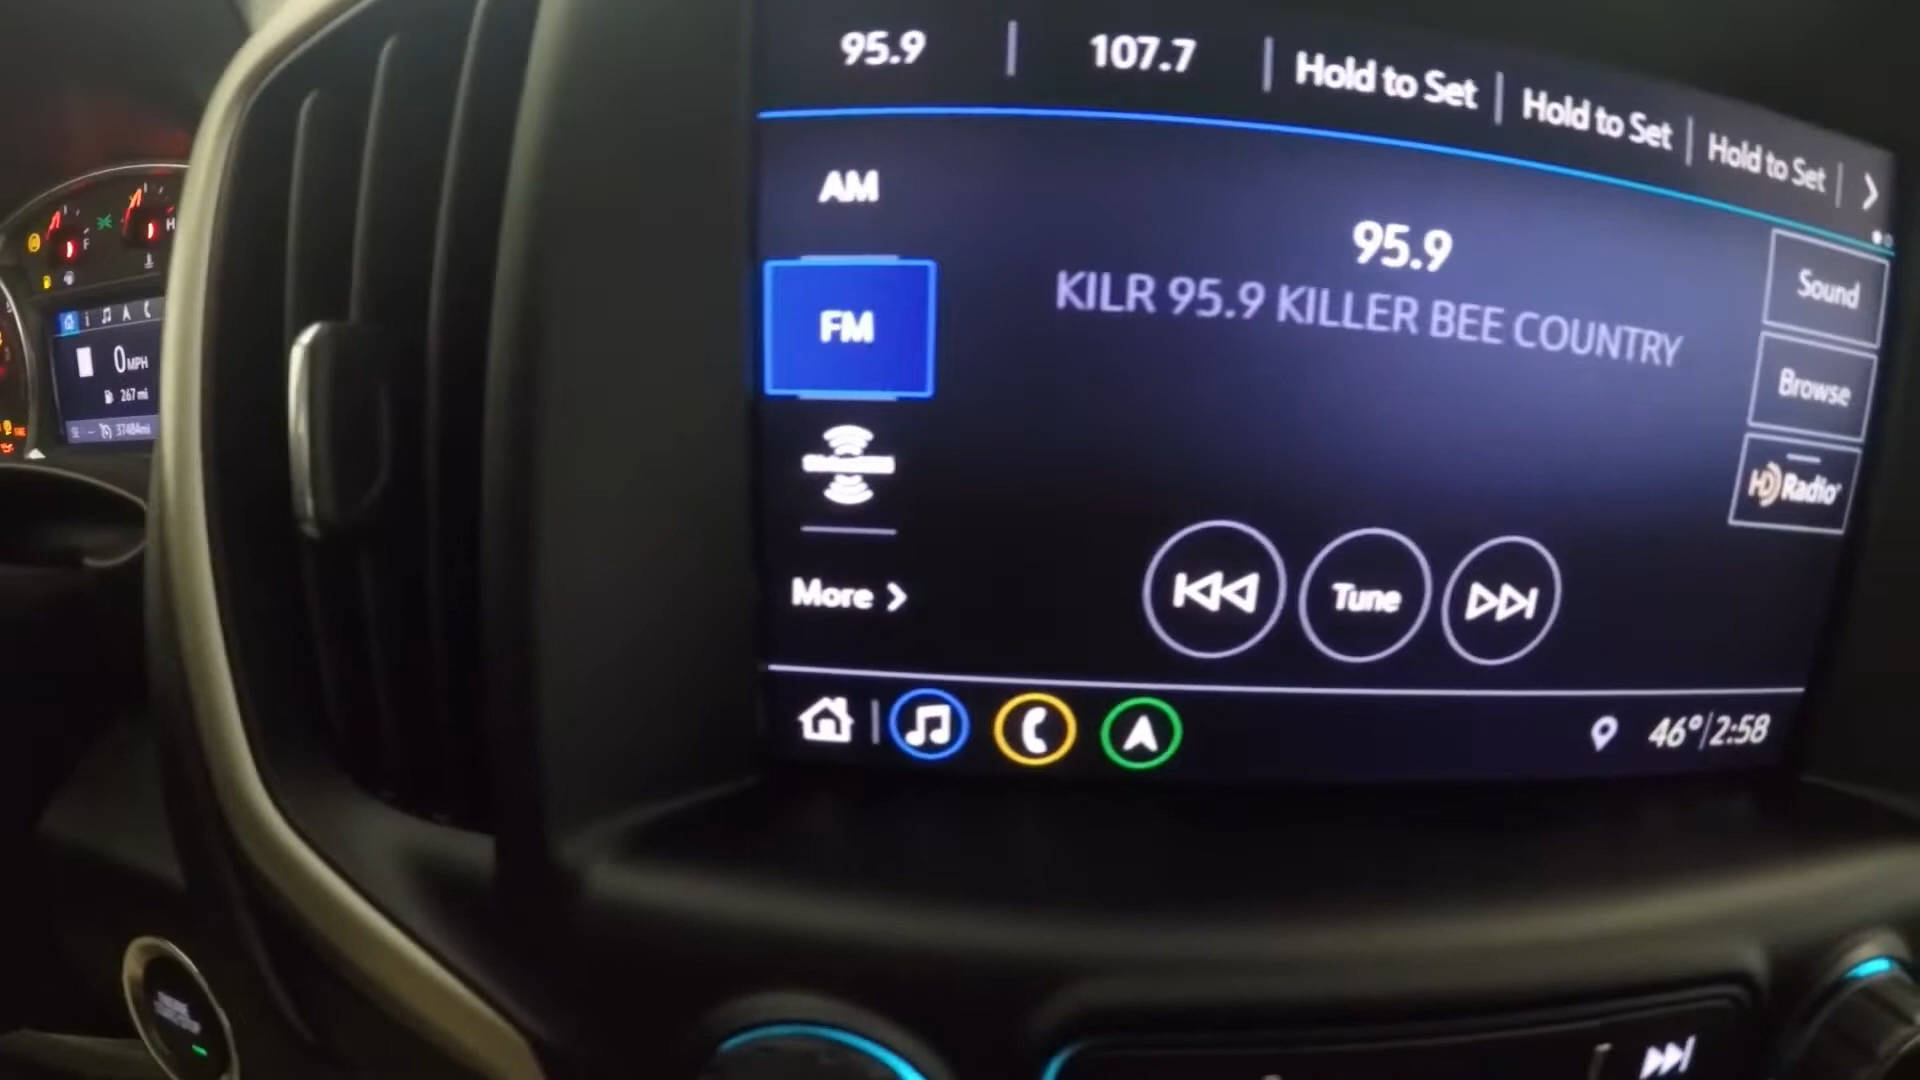 95.9 | 107.7 | Hold to Set | Hold to Set | Hold to Set
AM
FM
More
95.9
KILR 95.9 KILLER BEE COUNTRY
Sound
Browse
HD Radio
Tune
46° 2:58
F
H
0 MPH
267 mi
37484mi